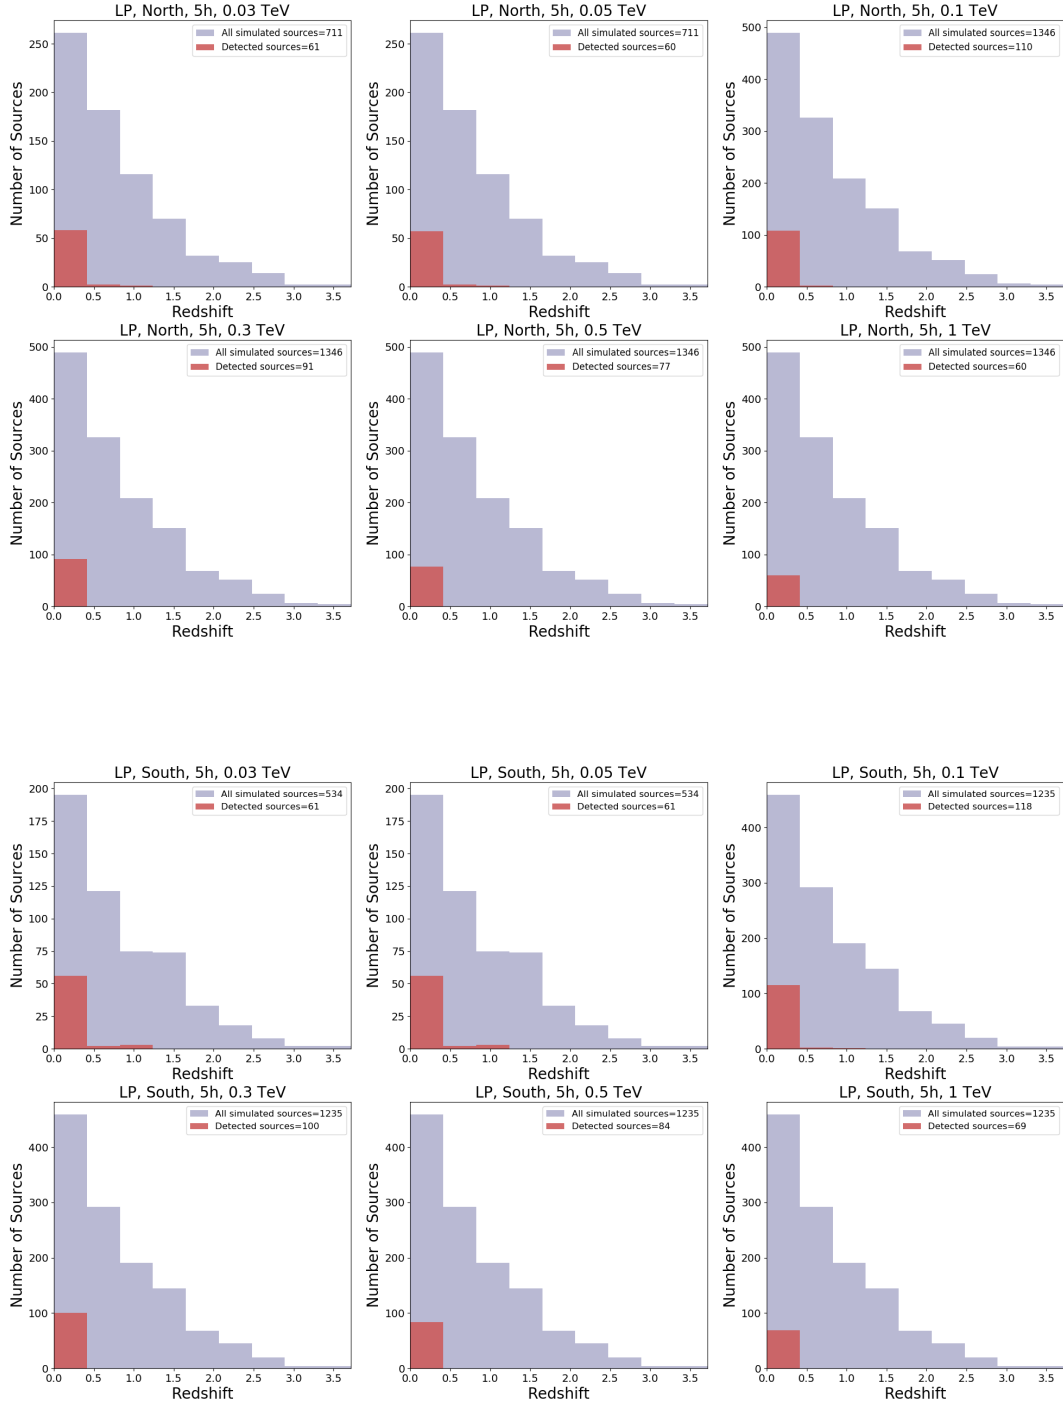 LP, North, 5h, 0.03 TeV
All simulated sources=711
Detected sources=61
Number of Sources
250
200
150
100
50
0
0.0 0.5 1.0 1.5 2.0 2.5 3.0 3.5
Redshift
LP, North, 5h, 0.05 TeV
All simulated sources=711
Detected sources=60
Number of Sources
250
200
150
100
50
0
0.0 0.5 1.0 1.5 2.0 2.5 3.0 3.5
Redshift
LP, North, 5h, 0.1 TeV
All simulated sources=1346
Detected sources=110
Number of Sources
500
400
300
200
100
0
0.0 0.5 1.0 1.5 2.0 2.5 3.0 3.5
Redshift
LP, North, 5h, 0.3 TeV
All simulated sources=1346
Detected sources=91
Number of Sources
500
400
300
200
100
0
0.0 0.5 1.0 1.5 2.0 2.5 3.0 3.5
Redshift
LP, North, 5h, 0.5 TeV
All simulated sources=1346
Detected sources=77
Number of Sources
500
400
300
200
100
0
0.0 0.5 1.0 1.5 2.0 2.5 3.0 3.5
Redshift
LP, North, 5h, 1 TeV
All simulated sources=1346
Detected sources=60
Number of Sources
500
400
300
200
100
0
0.0 0.5 1.0 1.5 2.0 2.5 3.0 3.5
Redshift
LP, South, 5h, 0.03 TeV
All simulated sources=534
Detected sources=61
Number of Sources
200
175
150
125
100
75
50
25
0
0.0 0.5 1.0 1.5 2.0 2.5 3.0 3.5
Redshift
LP, South, 5h, 0.05 TeV
All simulated sources=534
Detected sources=61
Number of Sources
200
175
150
125
100
75
50
25
0
0.0 0.5 1.0 1.5 2.0 2.5 3.0 3.5
Redshift
LP, South, 5h, 0.1 TeV
All simulated sources=1235
Detected sources=118
Number of Sources
400
300
200
100
0
0.0 0.5 1.0 1.5 2.0 2.5 3.0 3.5
Redshift
LP, South, 5h, 0.3 TeV
All simulated sources=1235
Detected sources=100
Number of Sources
400
300
200
100
0
0.0 0.5 1.0 1.5 2.0 2.5 3.0 3.5
Redshift
LP, South, 5h, 0.5 TeV
All simulated sources=1235
Detected sources=84
Number of Sources
400
300
200
100
0
0.0 0.5 1.0 1.5 2.0 2.5 3.0 3.5
Redshift
LP, South, 5h, 1 TeV
All simulated sources=1235
Detected sources=69
Number of Sources
400
300
200
100
0
0.0 0.5 1.0 1.5 2.0 2.5 3.0 3.5
Redshift